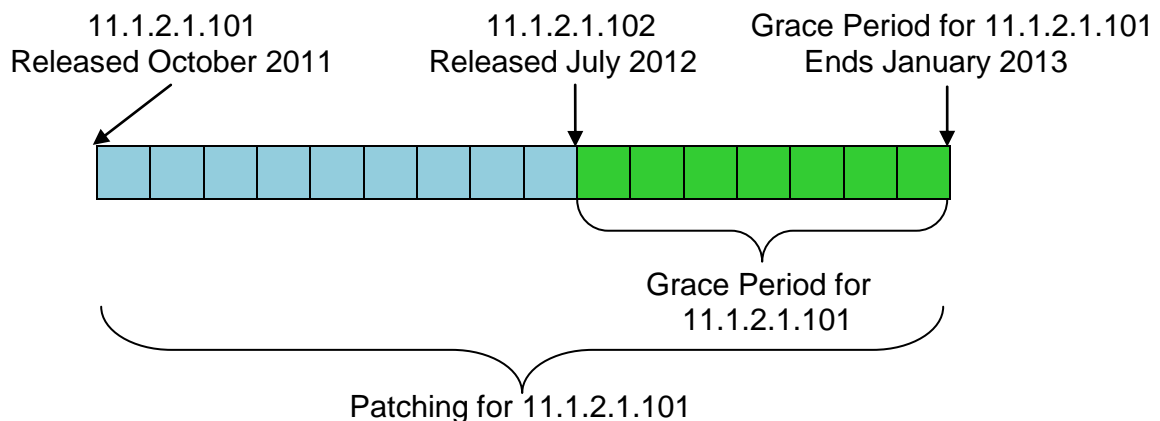 11.1.2.1.101
Released October 2011
11.1.2.1.102
Released July 2012
Grace Period for 11.1.2.1.101
Ends January 2013
Grace Period for
11.1.2.1.101
Patching for 11.1.2.1.101